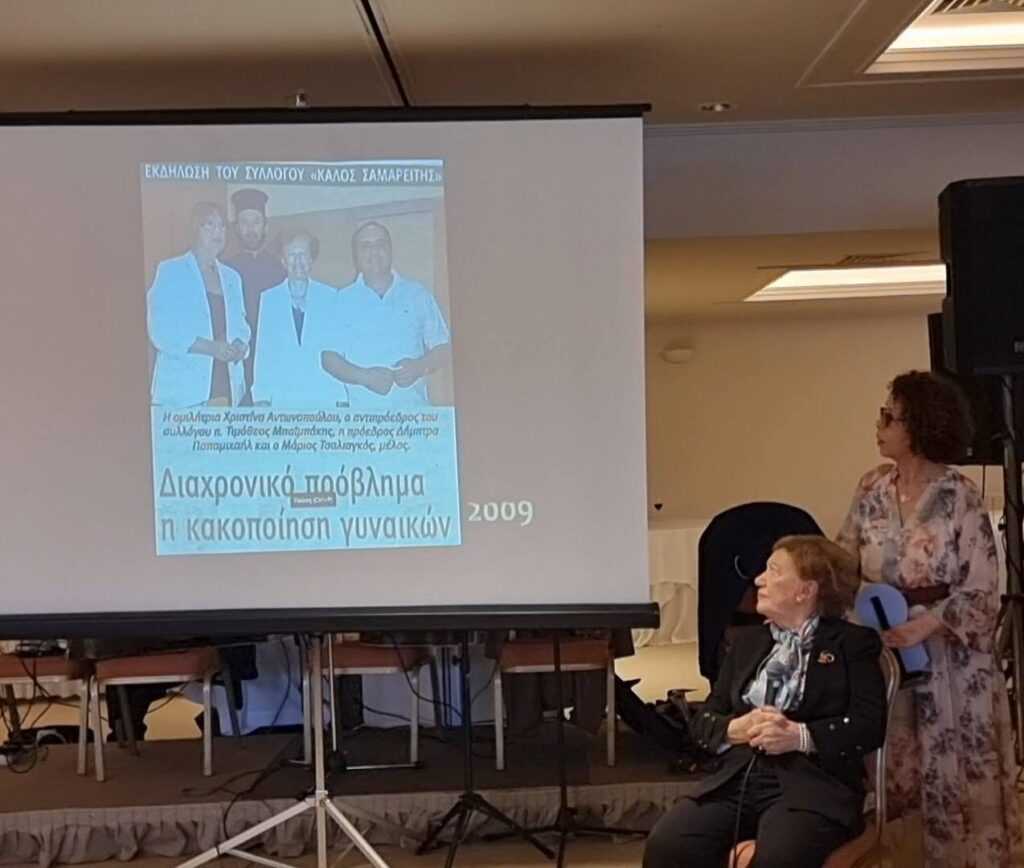 ΕΚΔΗΛΩΣΗ ΤΟΥ ΣΥΛΛΟΓΟΥ «ΚΑΛΟΣ ΣΑΜΑΡΕΙΤΗΣ»
Η ομιλήτρια Χριστίνα Αντωνοπούλου, ο αντιπρόεδρος του
συλλόγου π. Τιμόθεος Μπατμπάκης, η πρόεδρος Δήμητρα
Παπαμιχαήλ και ο Μάριος Τσαλιαγκός, μέλος.
Διαχρονικό πρόβλημα
η κακοποίηση γυναικών
2009